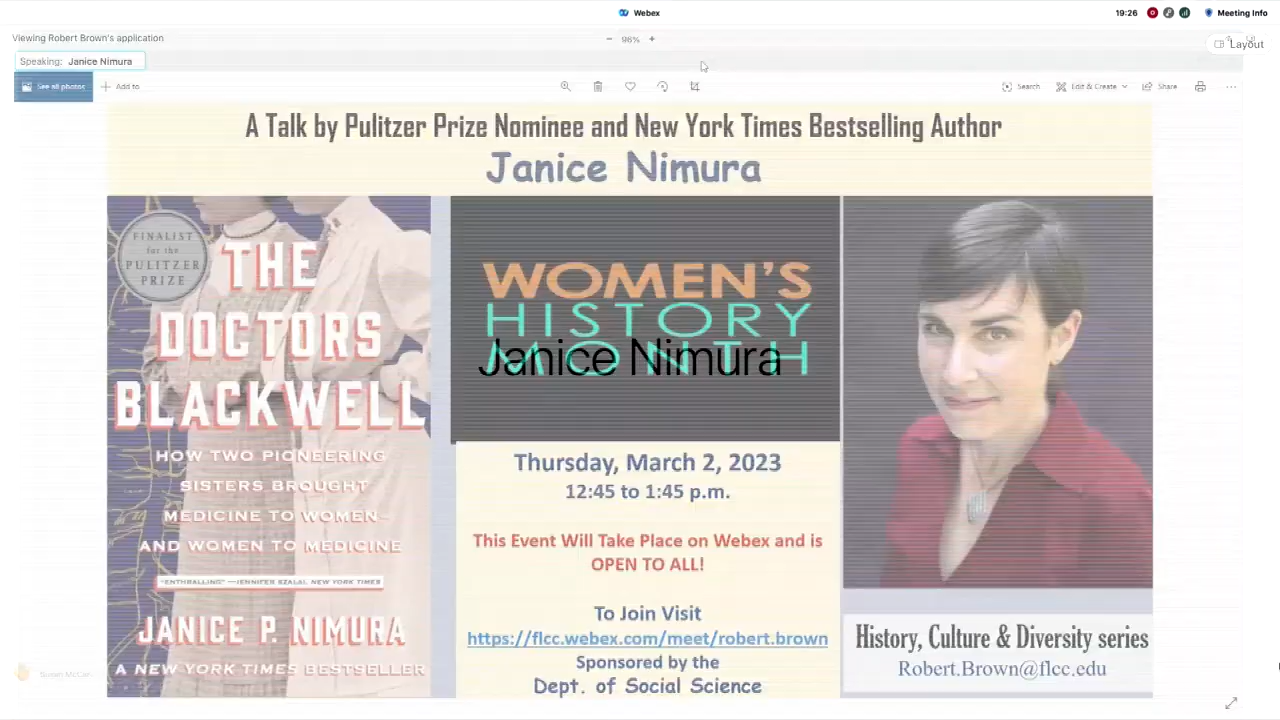 Webex
19:26
Meeting Info
Viewing Robert Brown's application
96%
Layout
Speaking: Janice Nimura
See all photos
Add to
Search
Edit & Create
Share
A Talk by Pulitzer Prize Nominee and New York Times Bestselling Author
Janice Nimura
FINALIST
for the
PULITZER
PRIZE
THE
DOCTORS
BLACKWELL
HOW TWO PIONEERING
SISTERS BROUGHT
MEDICINE TO WOMEN—
AND WOMEN TO MEDICINE
"ENTHRALLING" —JENNIFER SZALAI, NEW YORK TIMES
JANICE P. NIMURA
A NEW YORK TIMES BESTSELLER
WOMEN'S
HISTORY
MONTH
Janice Nimura
Thursday, March 2, 2023
12:45 to 1:45 p.m.
This Event Will Take Place on Webex and is
OPEN TO ALL!
To Join Visit
https://flcc.webex.com/meet/robert.brown
Sponsored by the
Dept. of Social Science
History, Culture & Diversity series
Robert.Brown@flcc.edu